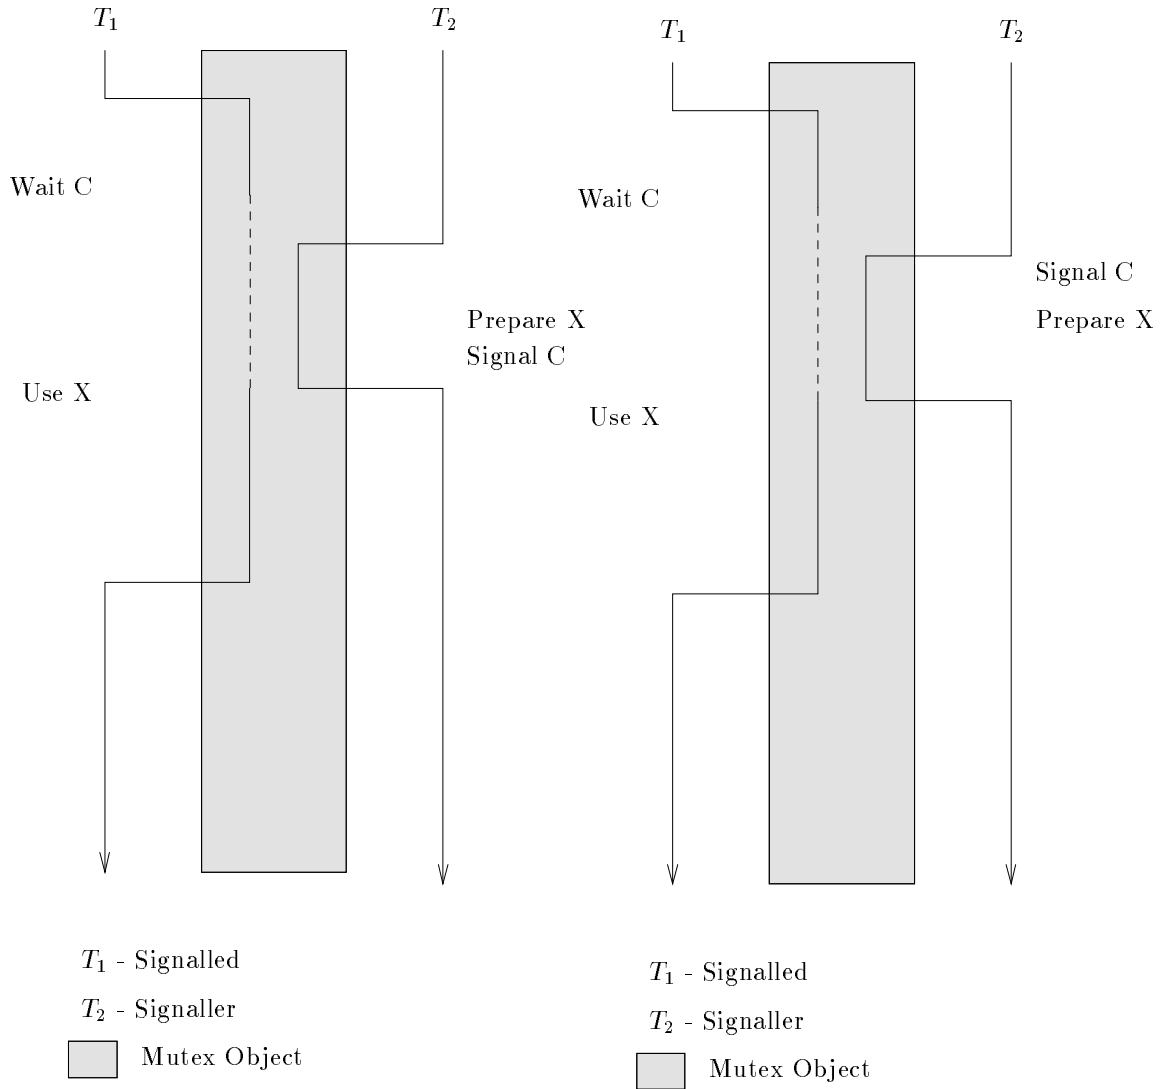 T1
T2
Wait C
Prepare X
Signal C
Use X
T1 - Signalled
T2 - Signaller
Mutex Object
T1
T2
Wait C
Signal C
Prepare X
Use X
T1 - Signalled
T2 - Signaller
Mutex Object